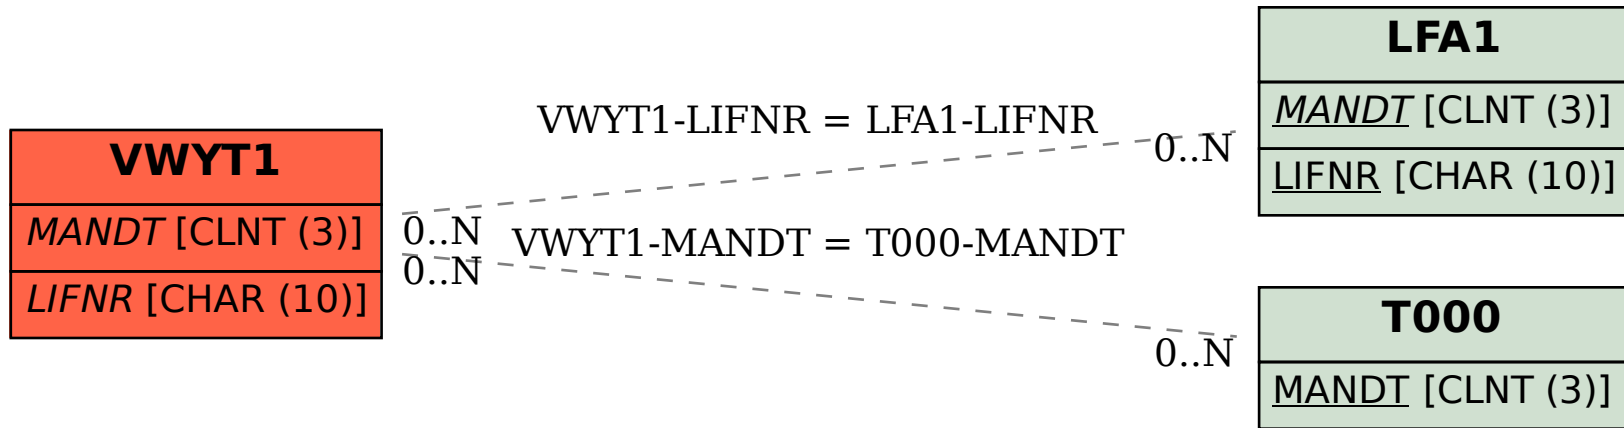 VWYT1
MANDT [CLNT (3)]
LIFNR [CHAR (10)]
VWYT1-LIFNR = LFA1-LIFNR
0..N
0..N
VWYT1-MANDT = T000-MANDT
0..N
0..N
LFA1
MANDT [CLNT (3)]
LIFNR [CHAR (10)]
T000
MANDT [CLNT (3)]